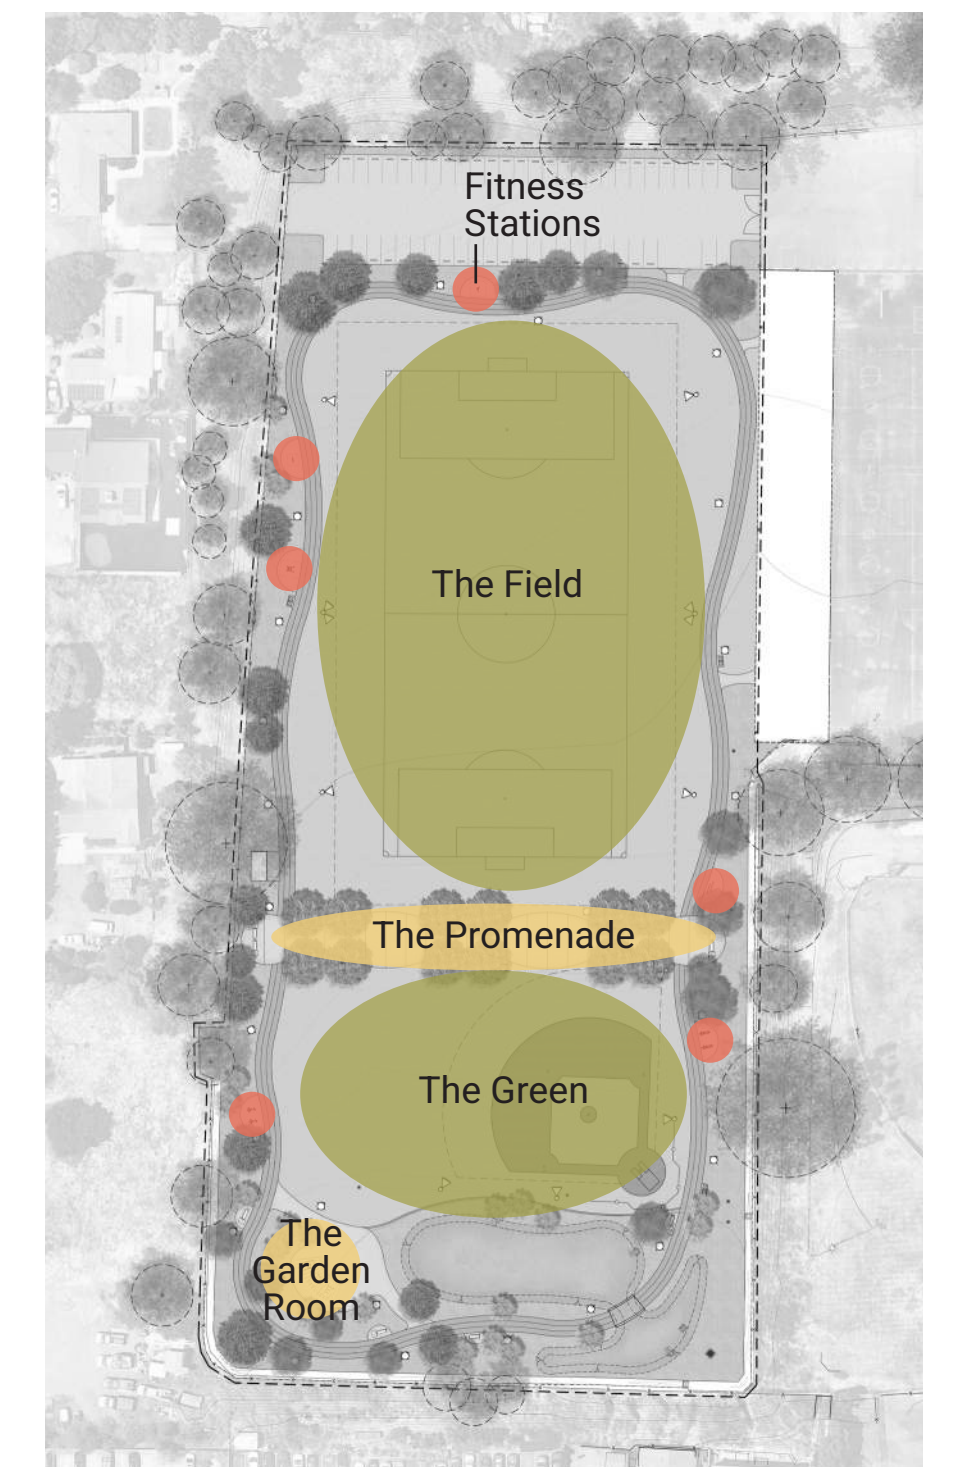 Fitness
Stations
The Field
The Promenade
The Green
The
Garden
Room